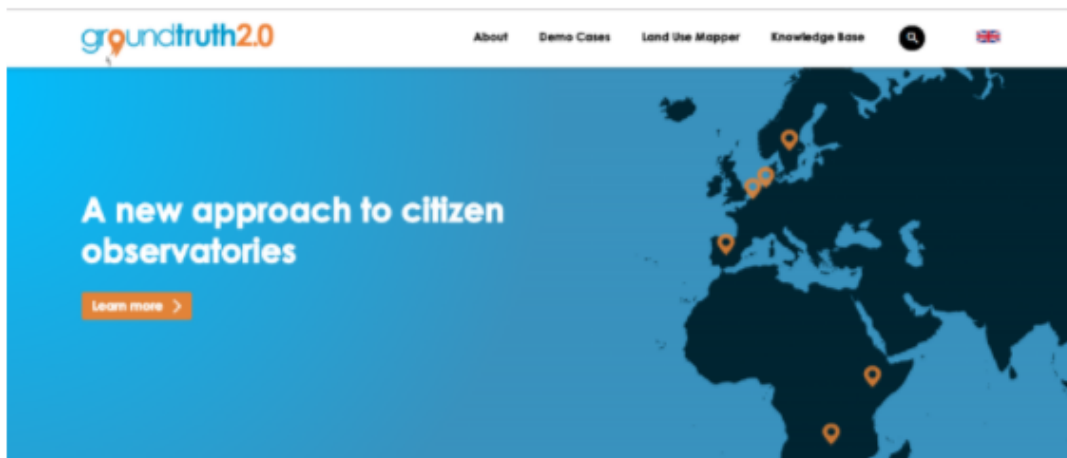 groundtruth2.0
About Demo Cases Land Use Mapper Knowledge Base
A new approach to citizen
observatories
Learn more